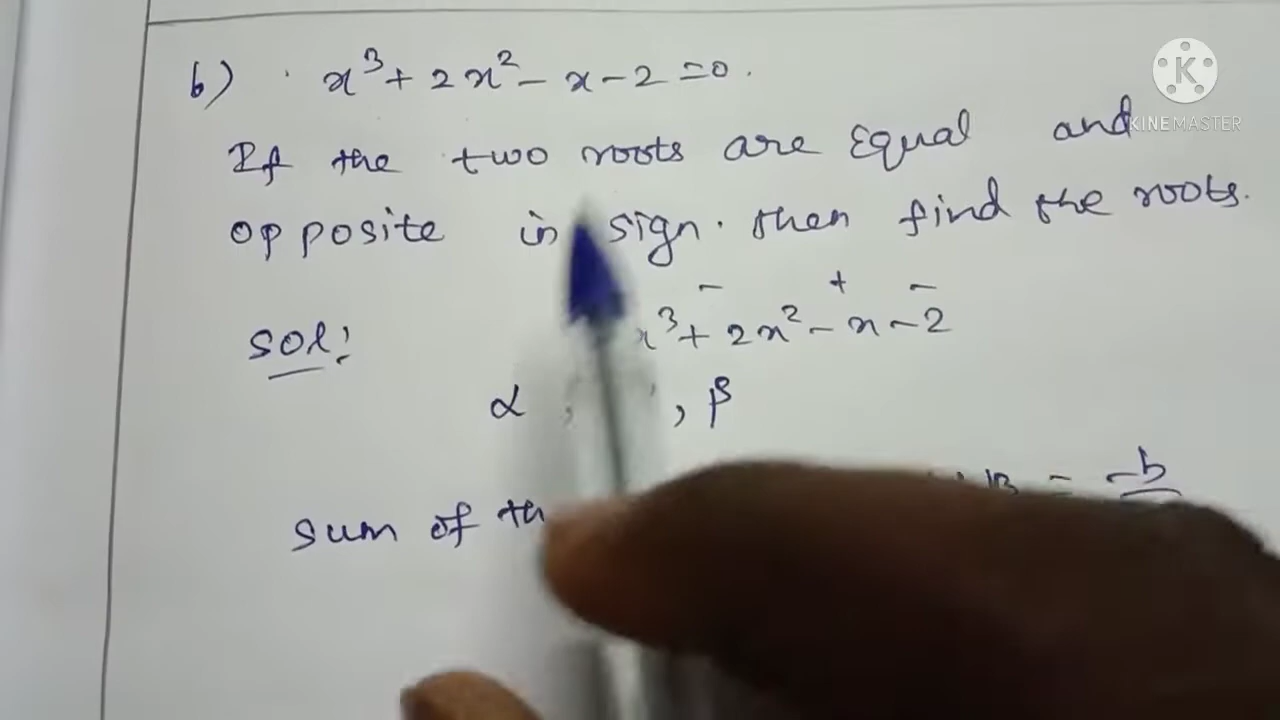 b) x³ + 2x² - x - 2 = 0.
K
KINEMASTER
If the two roots are Equal and
opposite in sign. then find the roots.
- + -
Sol: x³ + 2x² - x - 2
α , , β
sum of th = -b